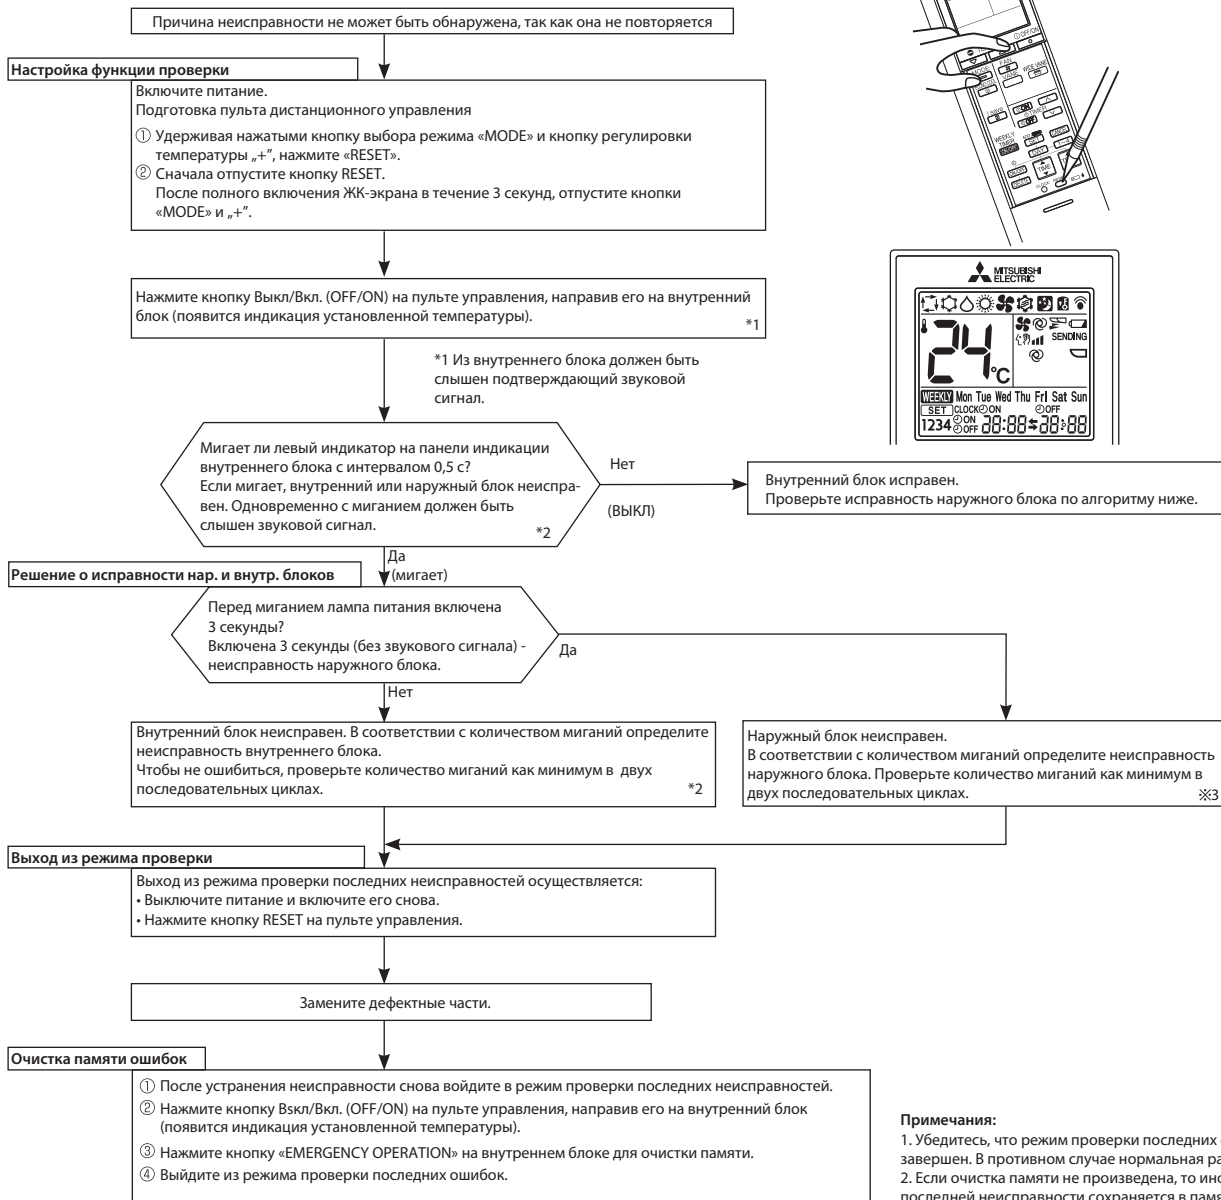 Причина неисправности не может быть обнаружена, так как она не повторяется
Настройка функции проверки
Включите питание.
Подготовка пульта дистанционного управления
① Удерживая нажатыми кнопку выбора режима «MODE» и кнопку регулировки
температуры „+”, нажмите «RESET».
② Сначала отпустите кнопку RESET.
После полного включения ЖК-экрана в течение 3 секунд, отпустите кнопки
«MODE» и „+”.
OFF/ON
FAN
VANE
WIDE VANE
WEEKLY
TIMER
TIME
CLOCK
MITSUBISHI
ELECTRIC
24°C
SENDING
WEEKLY Mon Tue Wed Thu Fri Sat Sun
SET CLOCK ON OFF
1234 ON OFF 88:88 88:88
Нажмите кнопку Выкл/Вкл. (OFF/ON) на пульте управления, направив его на внутренний
блок (появится индикация установленной температуры).
*1
*1 Из внутреннего блока должен быть
слышен подтверждающий звуковой
сигнал.
Мигает ли левый индикатор на панели индикации
внутреннего блока с интервалом 0,5 с?
Если мигает, внутренний или наружный блок неиспра-
вен. Одновременно с миганием должен быть
слышен звуковой сигнал.
*2
Нет
(ВЫКЛ)
Внутренний блок исправен.
Проверьте исправность наружного блока по алгоритму ниже.
Да
(мигает)
Решение о исправности нар. и внутр. блоков
Перед миганием лампа питания включена
3 секунды?
Включена 3 секунды (без звукового сигнала) -
неисправность наружного блока.
Да
Нет
Внутренний блок неисправен. В соответствии с количеством миганий определите
неисправность внутреннего блока.
Чтобы не ошибиться, проверьте количество миганий как минимум в двух
последовательных циклах.
*2
Наружный блок неисправен.
В соответствии с количеством миганий определите неисправность
наружного блока. Проверьте количество миганий как минимум в
двух последовательных циклах.
※3
Выход из режима проверки
Выход из режима проверки последних неисправностей осуществляется:
• Выключите питание и включите его снова.
• Нажмите кнопку RESET на пульте управления.
Замените дефектные части.
Очистка памяти ошибок
① После устранения неисправности снова войдите в режим проверки последних неисправностей.
② Нажмите кнопку Вsкл/Вкл. (OFF/ON) на пульте управления, направив его на внутренний блок
(появится индикация установленной температуры).
③ Нажмите кнопку «EMERGENCY OPERATION» на внутреннем блоке для очистки памяти.
④ Выйдите из режима проверки последних ошибок.
Примечания:
1. Убедитесь, что режим проверки последних
завершен. В противном случае нормальная
2. Если очистка памяти не произведена, то
последней неисправности сохраняется в